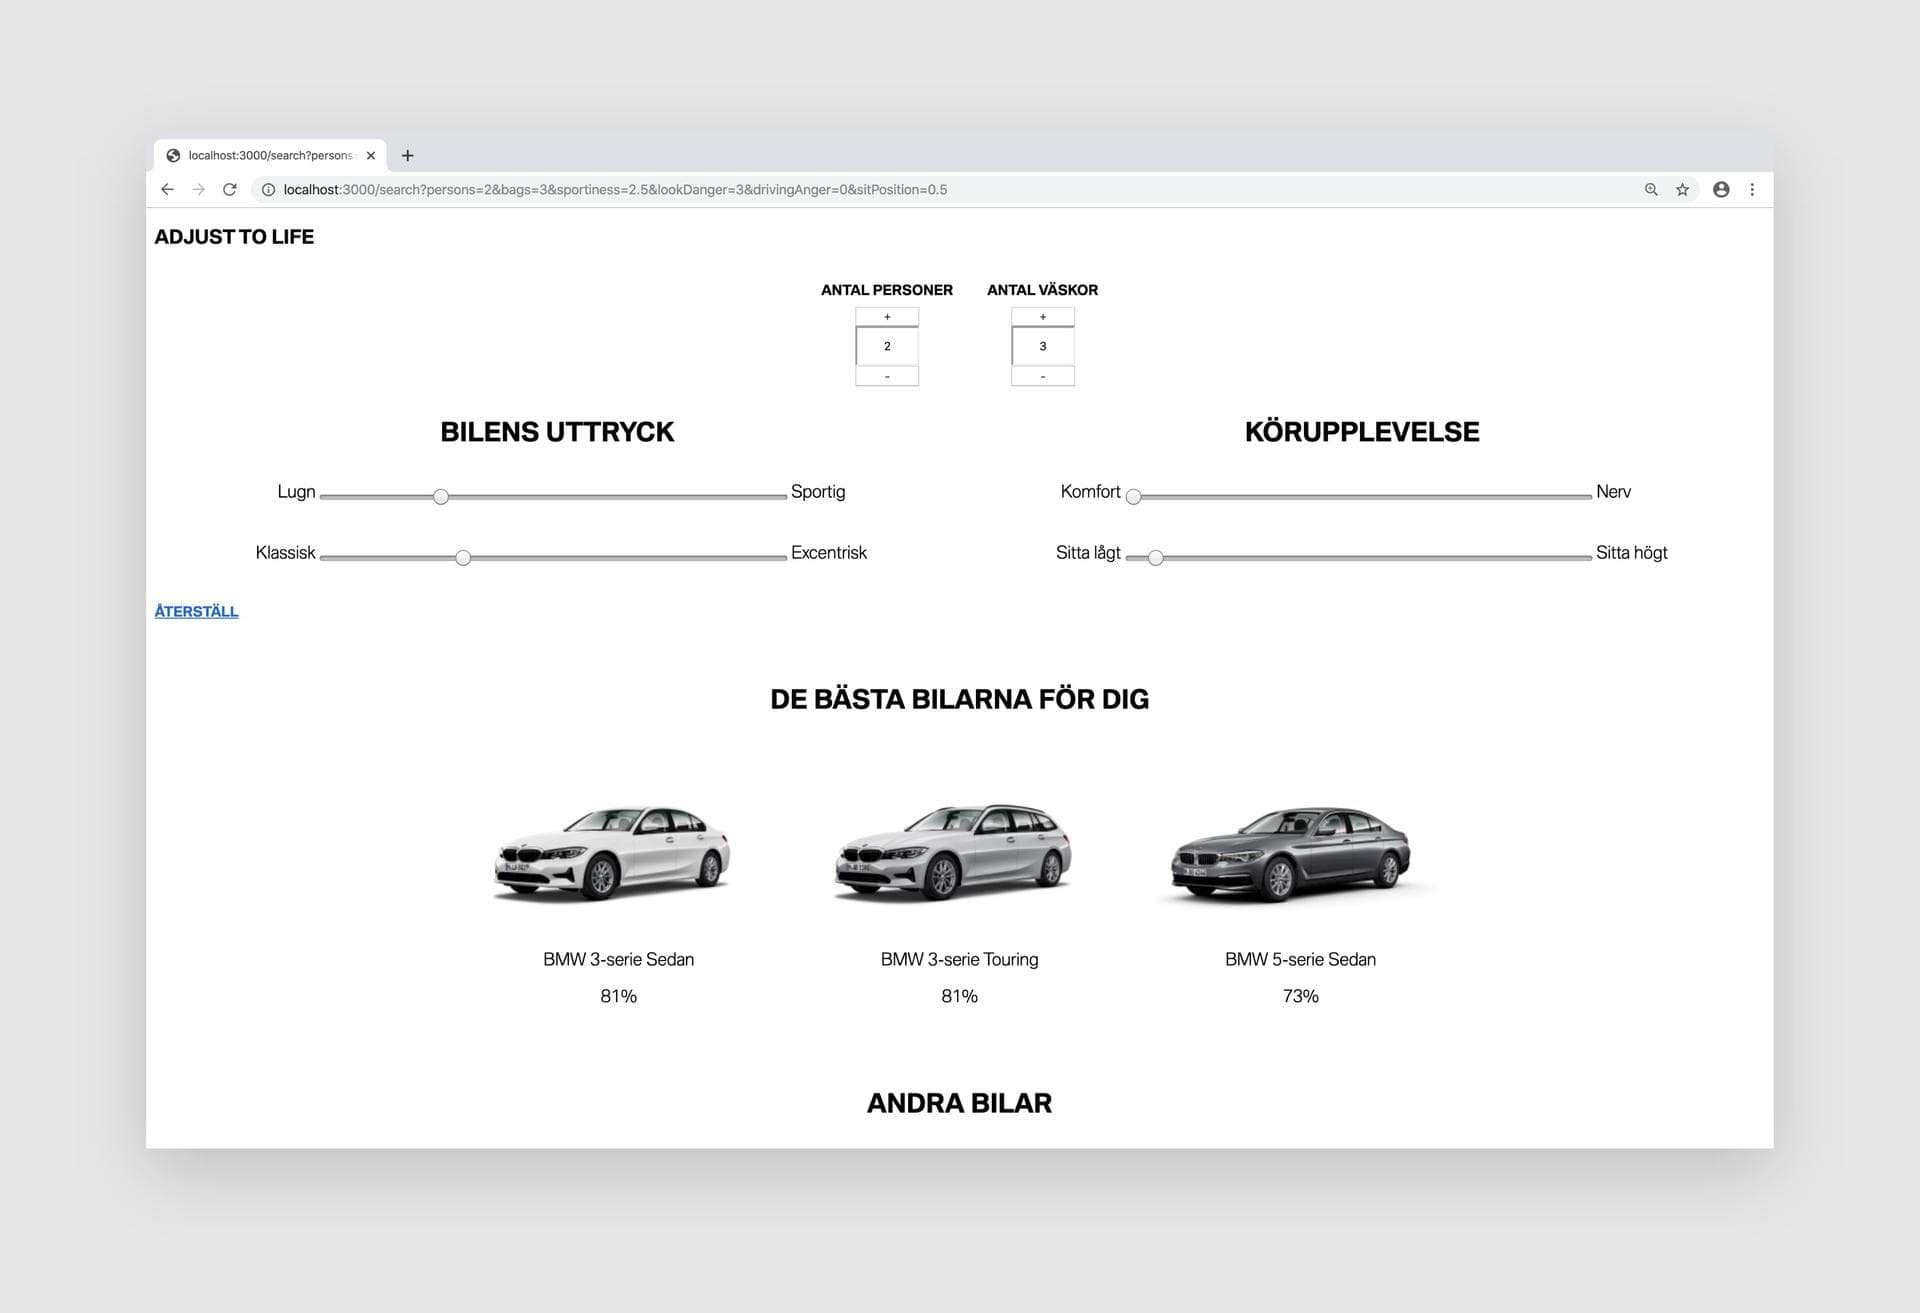 localhost:3000/search?persons=
localhost:3000/search?persons=2&bags=3&sportiness=2.5&lookDanger=3&drivingAnger=0&sitPosition=0.5
ADJUST TO LIFE
ANTAL PERSONER ANTAL VÄSKOR
+ +
2 3
- -
BILENS UTTRYCK KÖRUPPLEVELSE
Lugn Sportig Komfort Nerv
Klassisk Excentrisk Sitta lågt Sitta högt
ÅTERSTÄLL
DE BÄSTA BILARNA FÖR DIG
BMW 3-serie Sedan BMW 3-serie Touring BMW 5-serie Sedan
81% 81% 73%
ANDRA BILAR